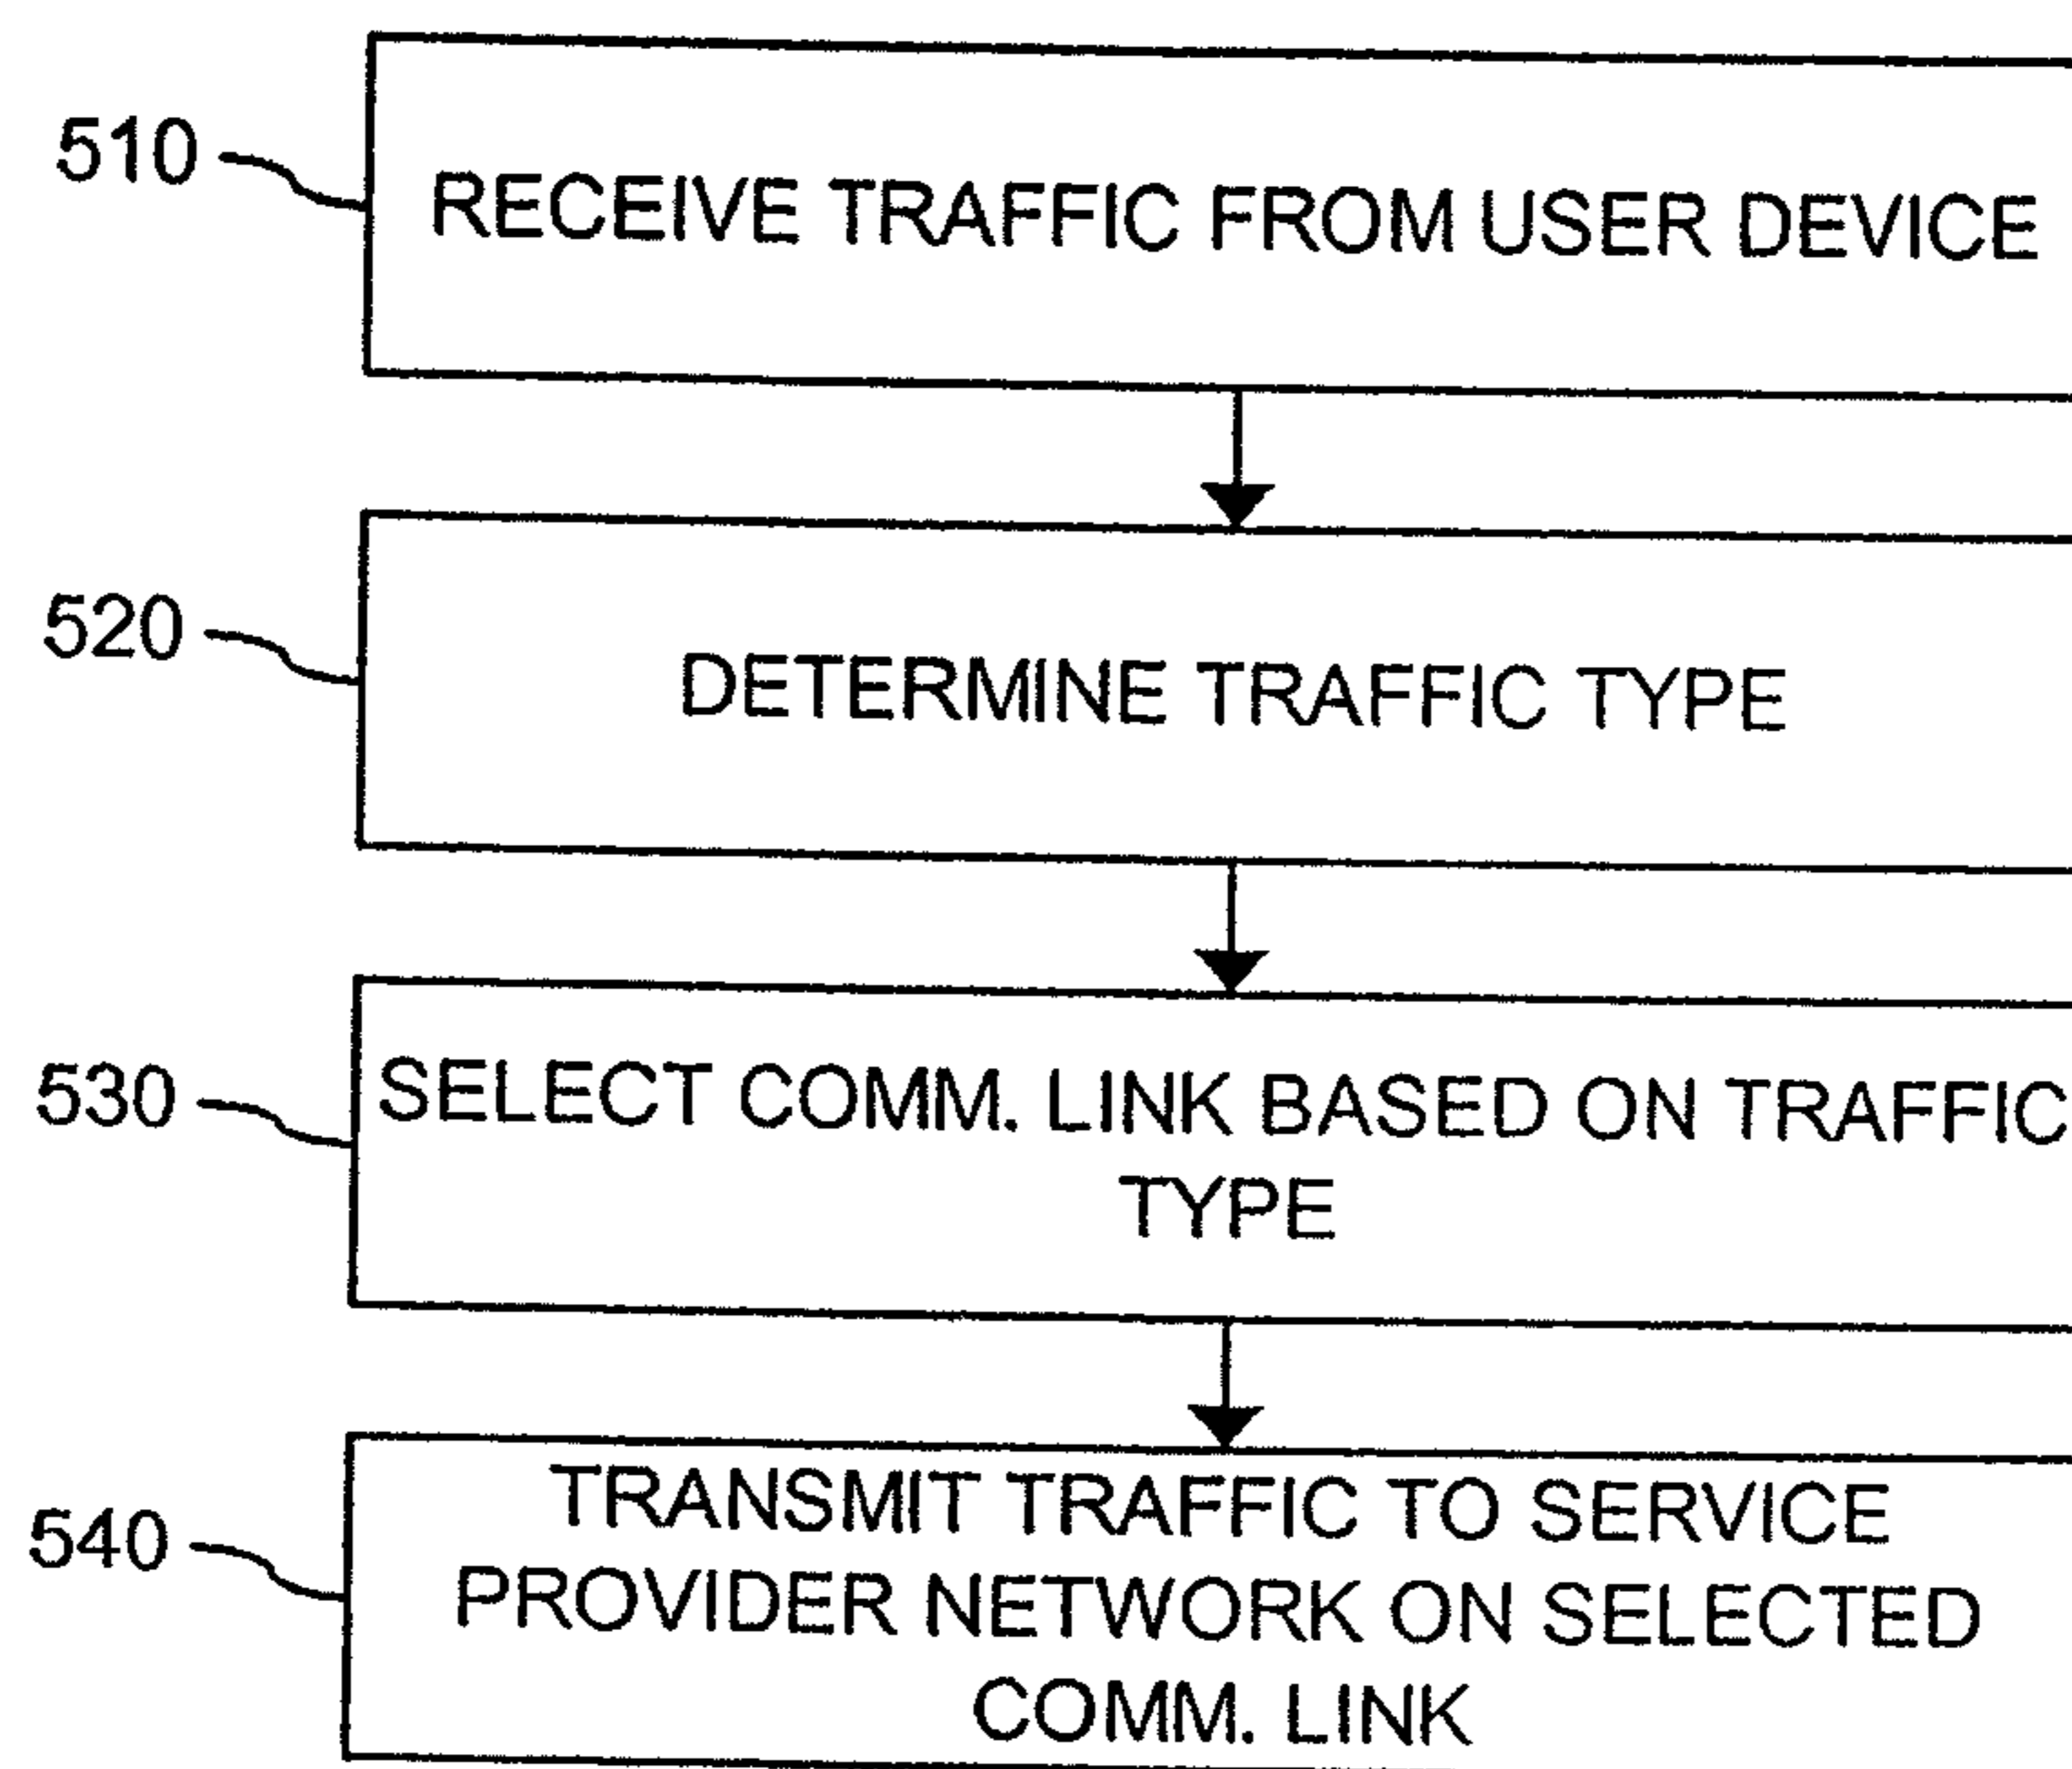 510
RECEIVE TRAFFIC FROM USER DEVICE
520
DETERMINE TRAFFIC TYPE
530
SELECT COMM. LINK BASED ON TRAFFIC
TYPE
540
TRANSMIT TRAFFIC TO SERVICE
PROVIDER NETWORK ON SELECTED
COMM. LINK